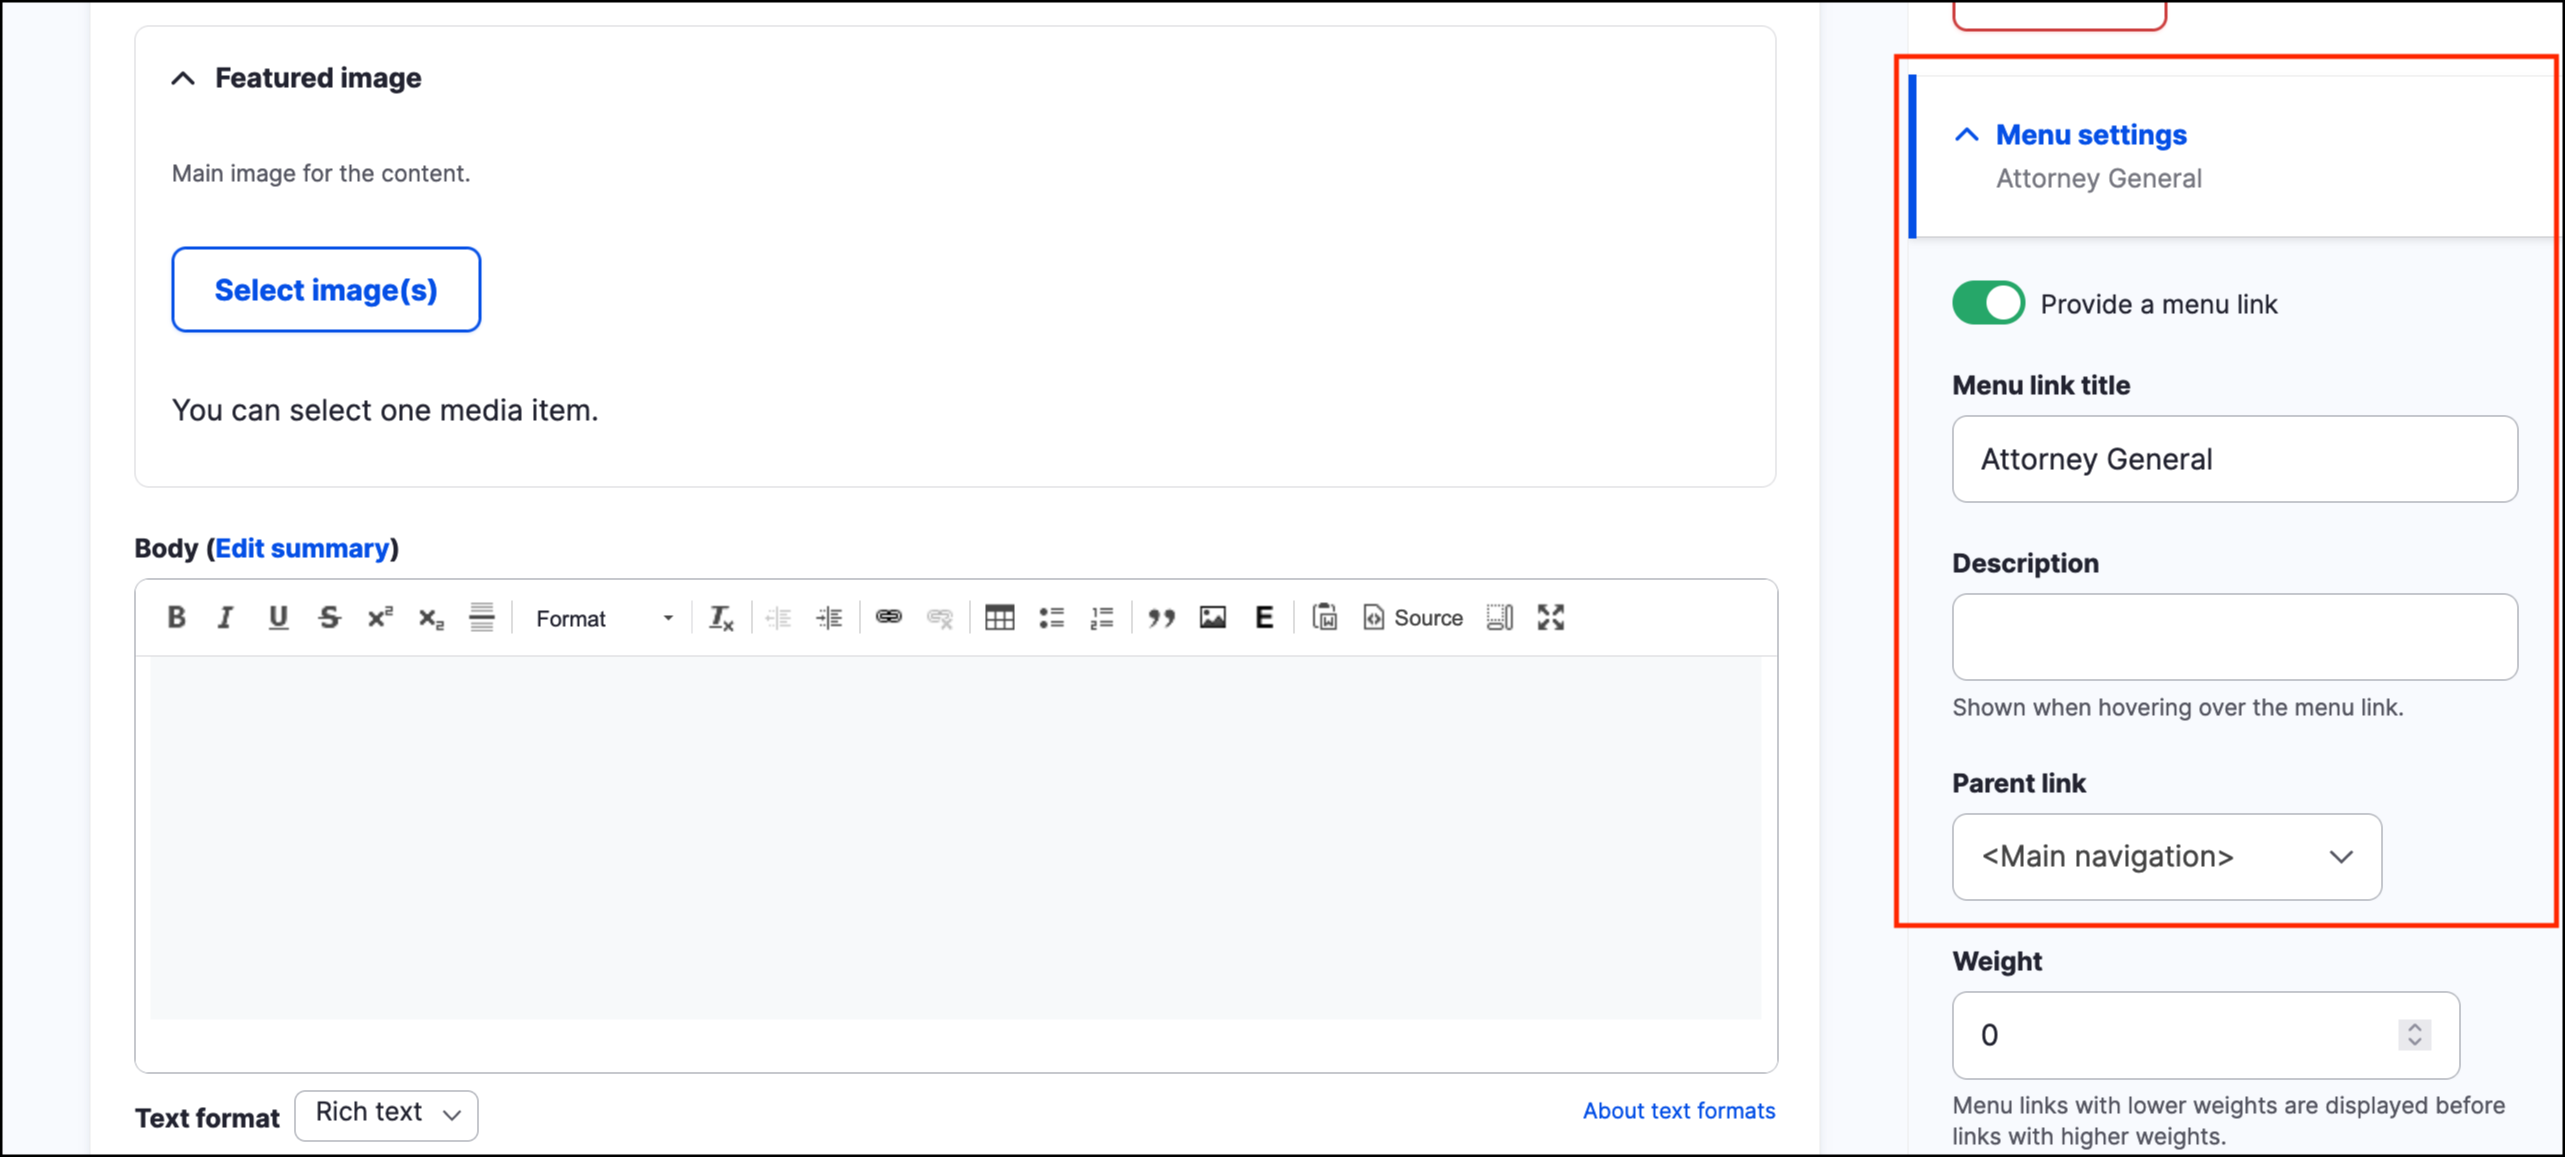 Featured image
Main image for the content.
Select image(s)
You can select one media item.
Body (Edit summary)
B I U S x² x₂ Format Tx E Source
Text format Rich text
About text formats
Menu settings
Attorney General
Provide a menu link
Menu link title
Attorney General
Description
Shown when hovering over the menu link.
Parent link
<Main navigation>
Weight
0
Menu links with lower weights are displayed before
links with higher weights.